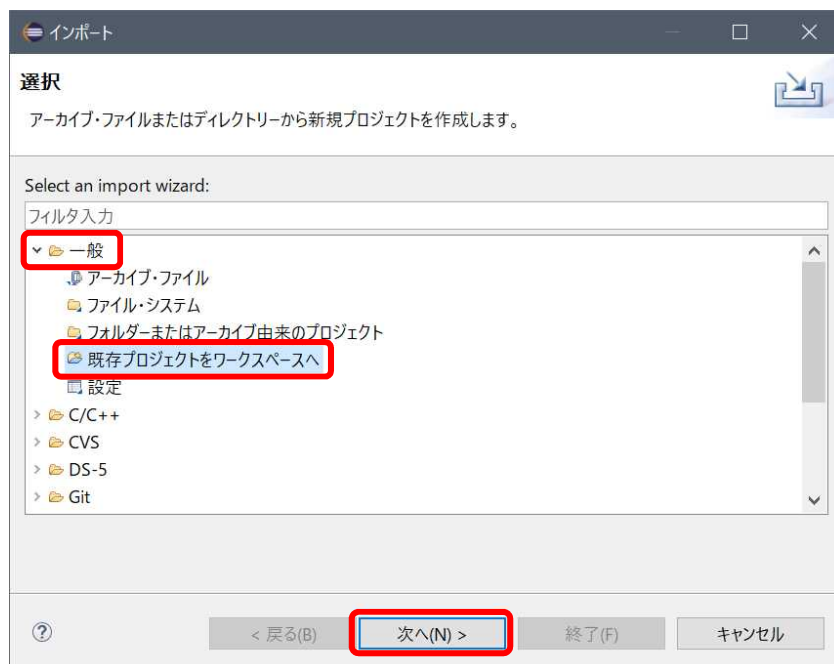 インポート
選択
アーカイブ・ファイルまたはディレクトリーから新規プロジェクトを作成します。
Select an import wizard:
フィルタ入力
一般
アーカイブ・ファイル
ファイル・システム
フォルダーまたはアーカイブ由来のプロジェクト
既存プロジェクトをワークスペースへ
設定
C/C++
CVS
DS-5
Git
< 戻る(B) 次へ(N) > 終了(F) キャンセル